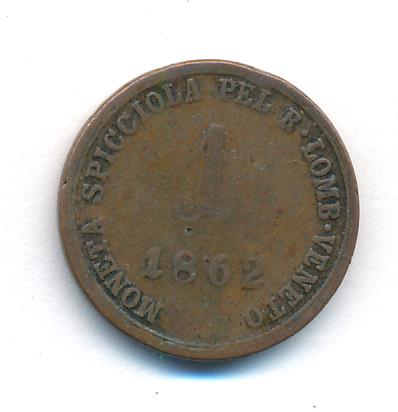 MONETA SPICCIOLA PEL R·LOMB·VENETO
1
1862